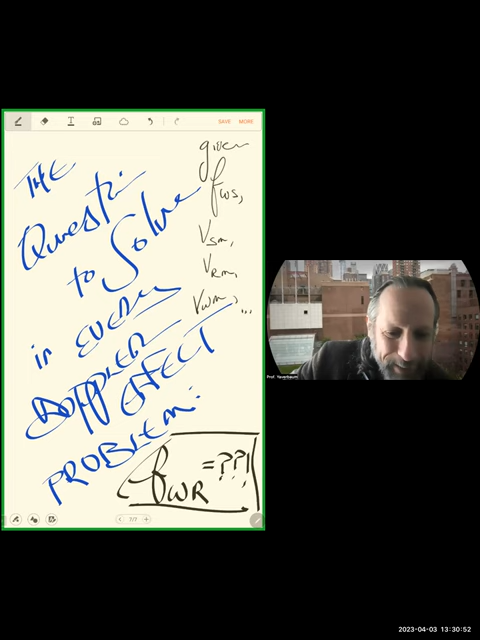 SAVE MORE
THE
Question
to Solve
in EVERY
DOPPLER
EFFECT
PROBLEM:
given
fws,
Vsm,
VRm,
Vwm, ...
fWR =??!!
7/7
Prof. Nauerbaum
2023-04-03 13:30:52